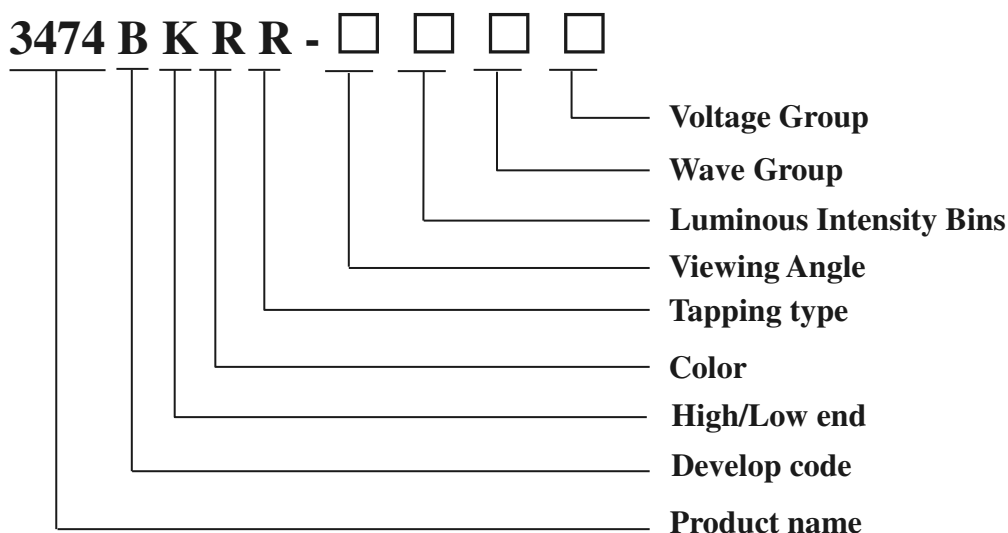 3474 B K R R - □ □ □ □
Voltage Group
Wave Group
Luminous Intensity Bins
Viewing Angle
Tapping type
Color
High/Low end
Develop code
Product name